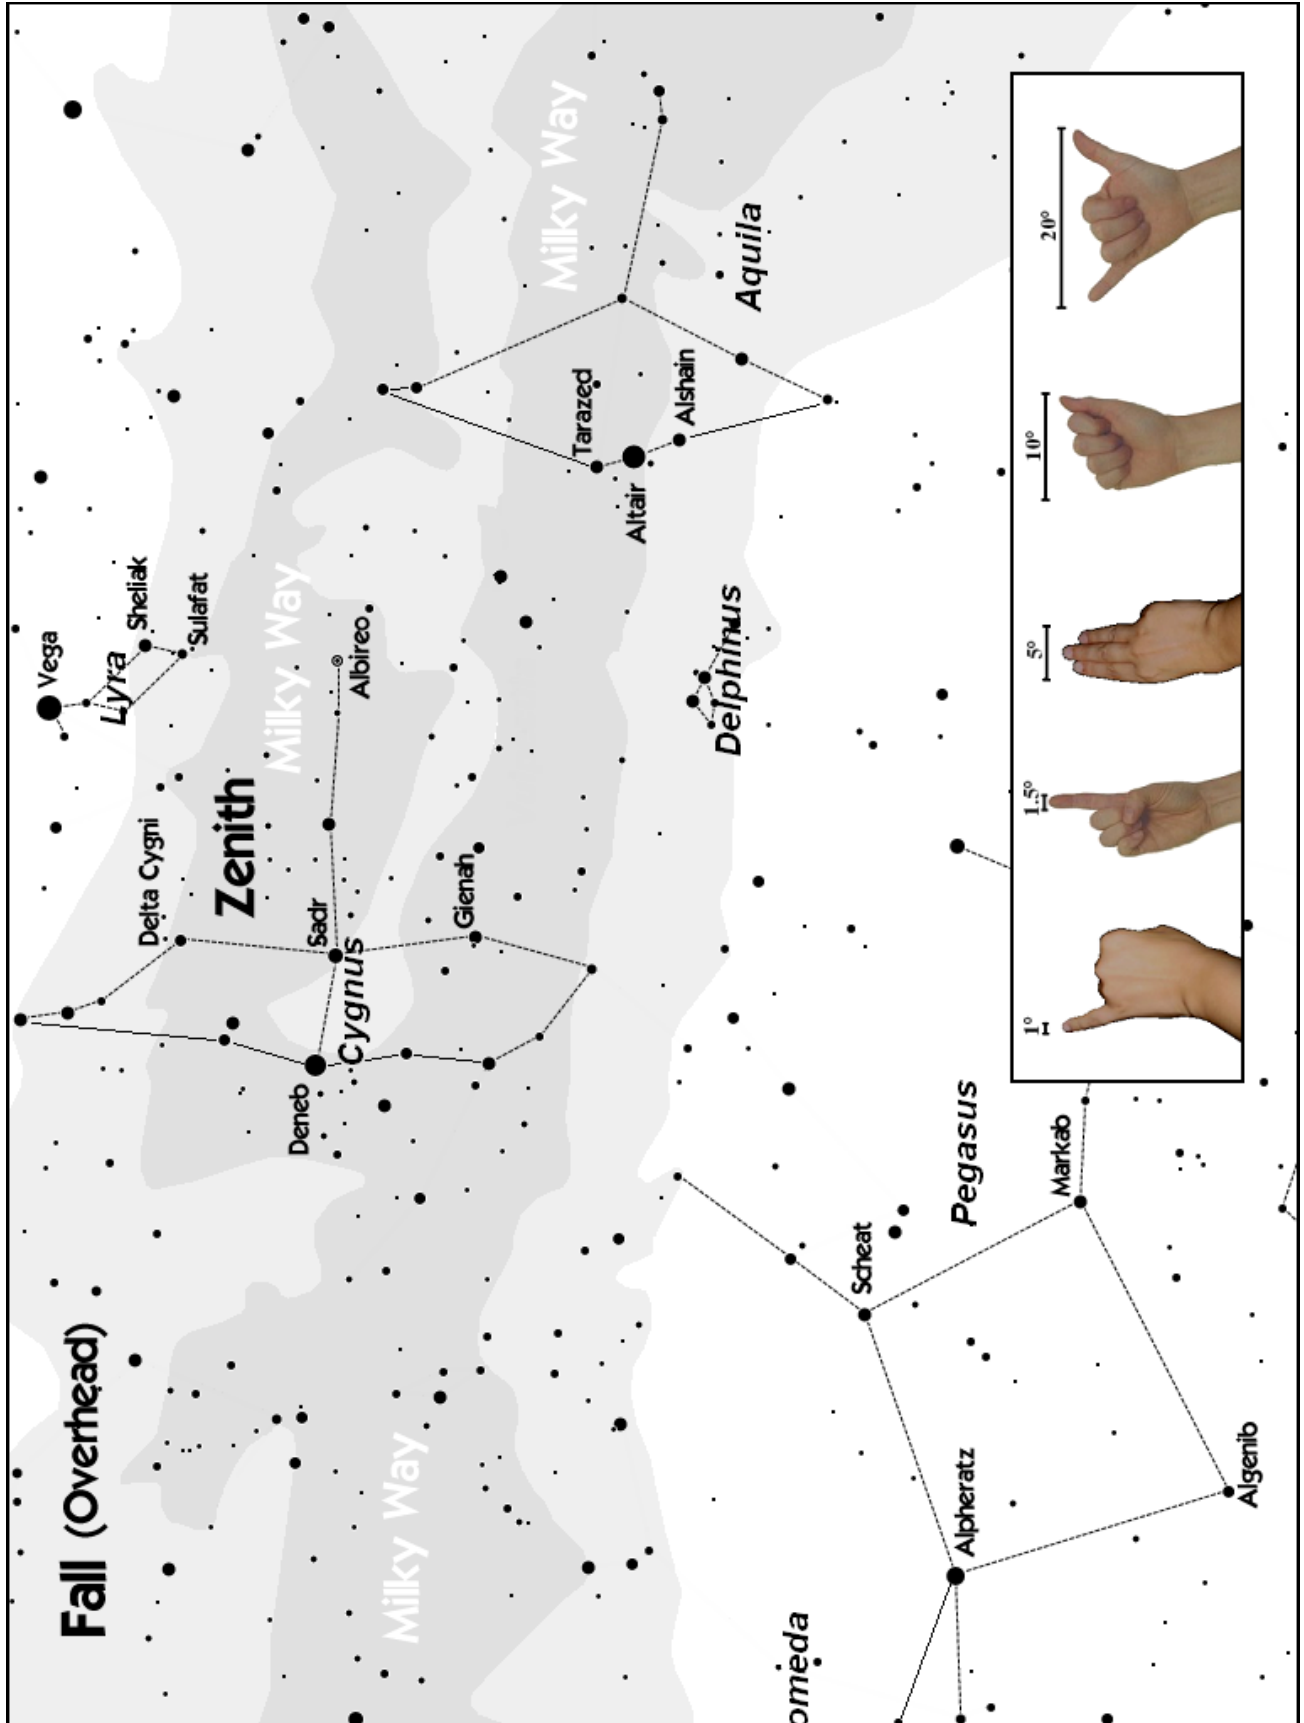 Fall (Overhead)
Zenith
Milky Way
Milky Way
Milky Way
Vega
Lyra
Sheliak
Sulafat
Delta Cygni
Sadr
Cygnus
Deneb
Gienah
Albireo
Tarazed
Altair
Alshain
Aquila
Delphinus
Pegasus
Scheat
Markab
Alpheratz
Algenib
omeda
1°
1.5°
5°
10°
20°